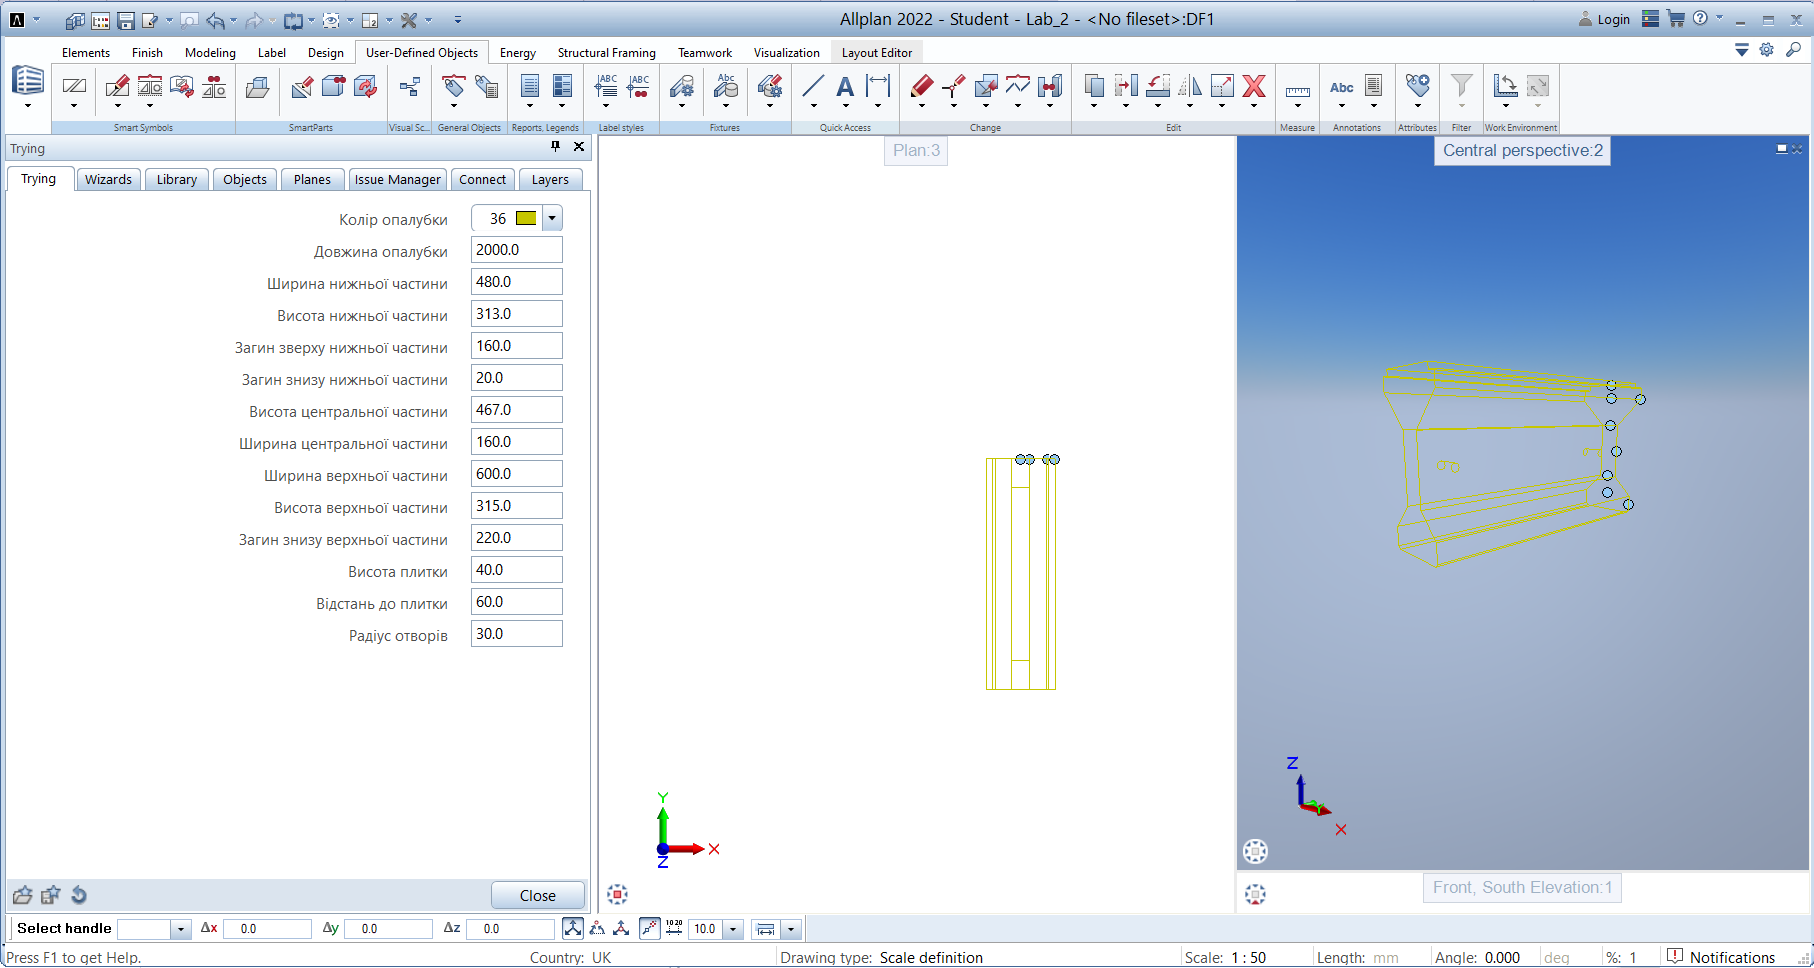 Allplan 2022 - Student - Lab_2 - <No fileset>:DF1
Login
Elements Finish Modeling Label Design User-Defined Objects Energy Structural Framing Teamwork Visualization Layout Editor
ABC ABC Abc A Abc
Smart Symbols SmartParts Visual Sc... General Objects Reports, Legends Label styles Fixtures Quick Access Change Edit Measure Annotations Attributes Filter Work Environment
Trying
Trying Wizards Library Objects Planes Issue Manager Connect Layers
Колір опалубки 36
Довжина опалубки 2000.0
Ширина нижньої частини 480.0
Висота нижньої частини 313.0
Загин зверху нижньої частини 160.0
Загин знизу нижньої частини 20.0
Висота центральної частини 467.0
Ширина центральної частини 160.0
Ширина верхньої частини 600.0
Висота верхньої частини 315.0
Загин знизу верхньої частини 220.0
Висота плитки 40.0
Відстань до плитки 60.0
Радіус отворів 30.0
Close
Plan:3
Y
X
Z
Central perspective:2
Z
Y
X
Front, South Elevation:1
Select handle Δx 0.0 Δy 0.0 Δz 0.0 10 20 10.0
Press F1 to get Help. Country: UK Drawing type: Scale definition Scale: 1 : 50 Length: mm Angle: 0.000 deg %: 1 Notifications